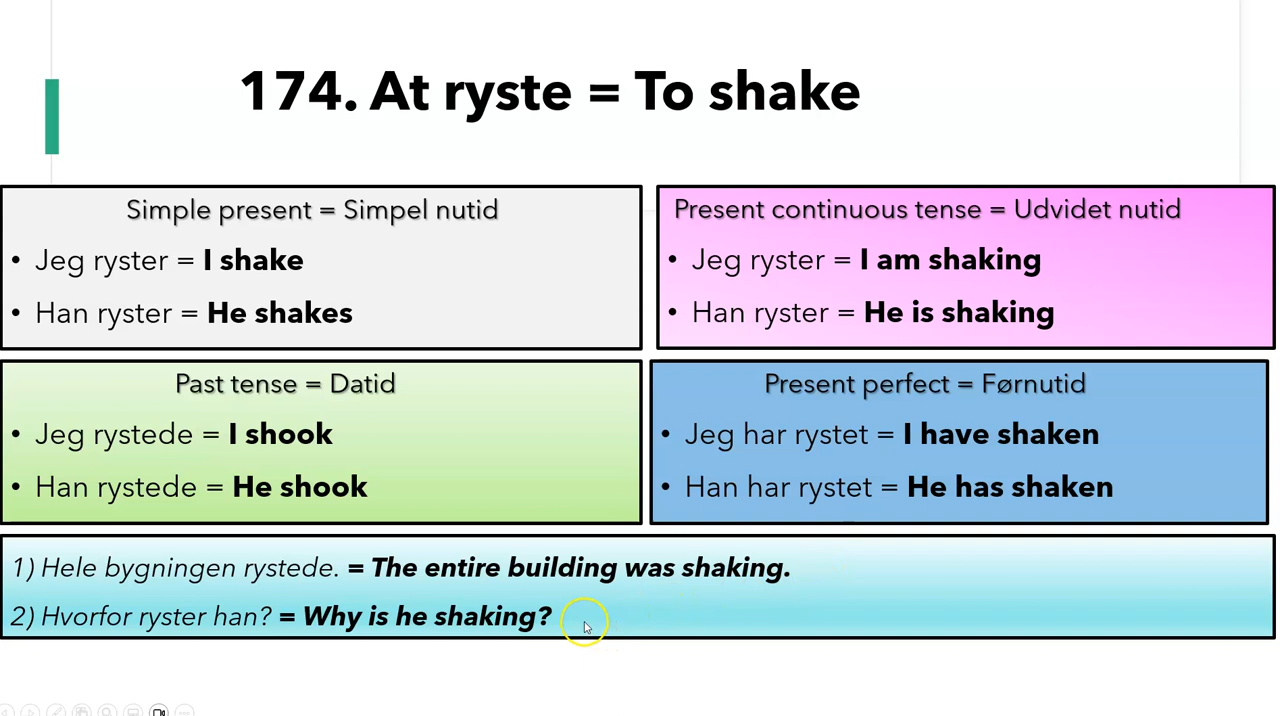 174. At ryste = To shake
Simple present = Simpel nutid
• Jeg ryster = I shake
• Han ryster = He shakes
Present continuous tense = Udvidet nutid
• Jeg ryster = I am shaking
• Han ryster = He is shaking
Past tense = Datid
• Jeg rystede = I shook
• Han rystede = He shook
Present perfect = Førnutid
• Jeg har rystet = I have shaken
• Han har rystet = He has shaken
1) Hele bygningen rystede. = The entire building was shaking.
2) Hvorfor ryster han? = Why is he shaking?